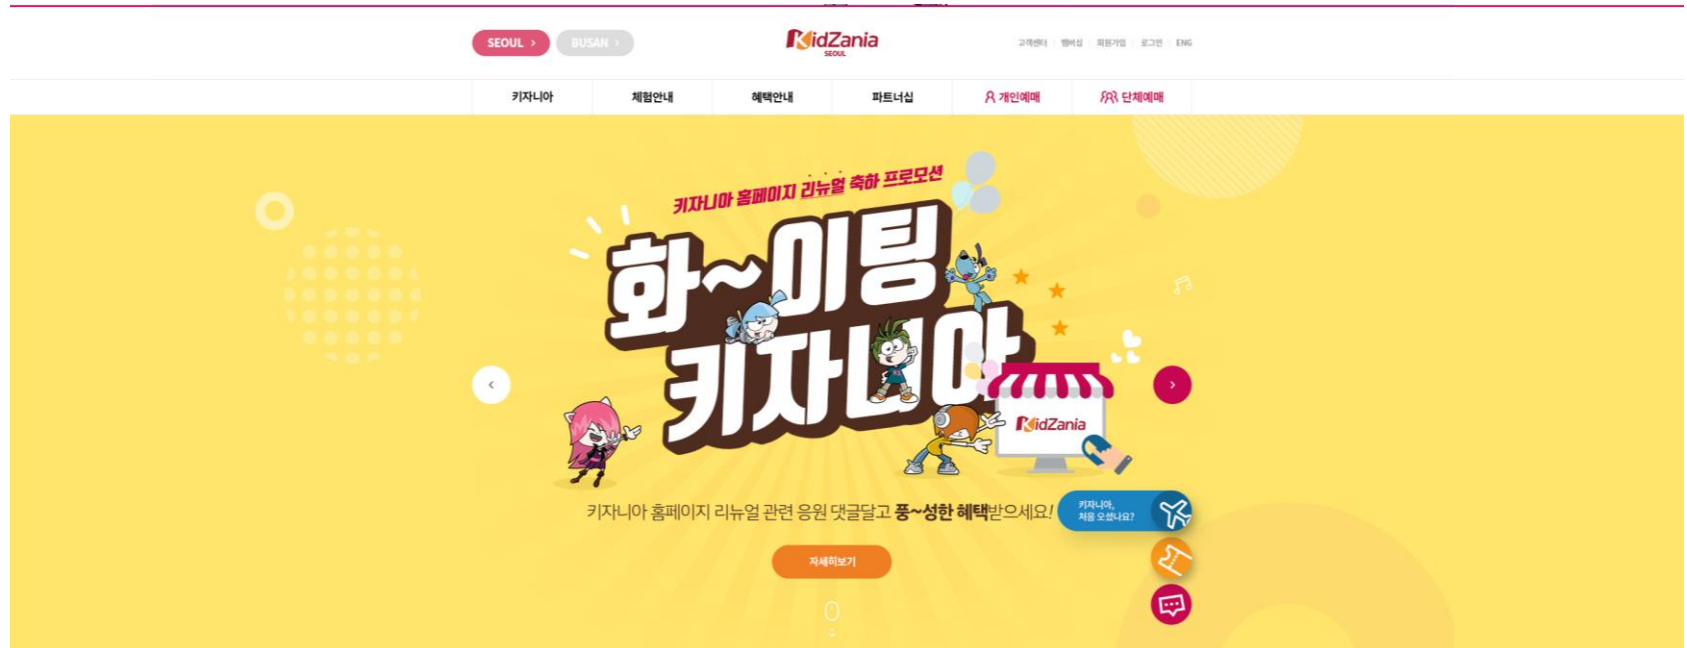 SEOUL >
BUSAN >
KidZania
SEOUL
고객센터
멤버십
회원가입
로그인
ENG
키자니아
체험안내
혜택안내
파트너십
개인예매
단체예매
키자니아 홈페이지 리뉴얼 축하 프로모션
화~이팅
키자니아
KidZania
키자니아 홈페이지 리뉴얼 관련 응원 댓글달고 풍~성한 혜택받으세요!
키자니아,
처음 오셨나요?
자세히보기